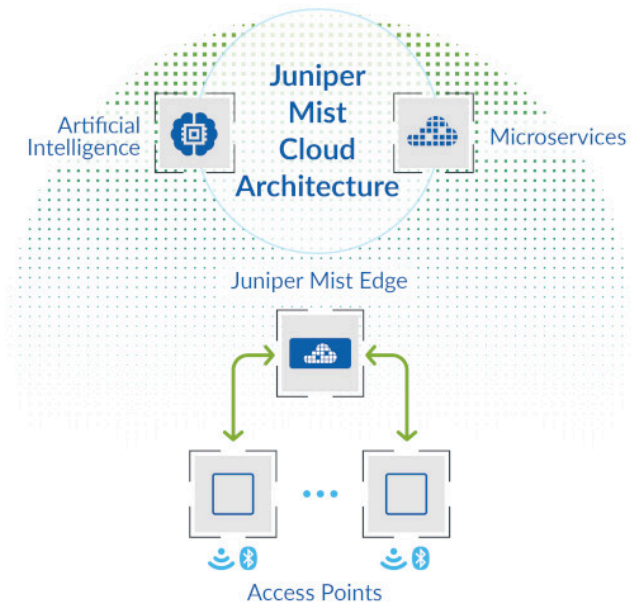 Juniper
Mist
Cloud
Architecture
Artificial
Intelligence
Microservices
Juniper Mist Edge
Access Points